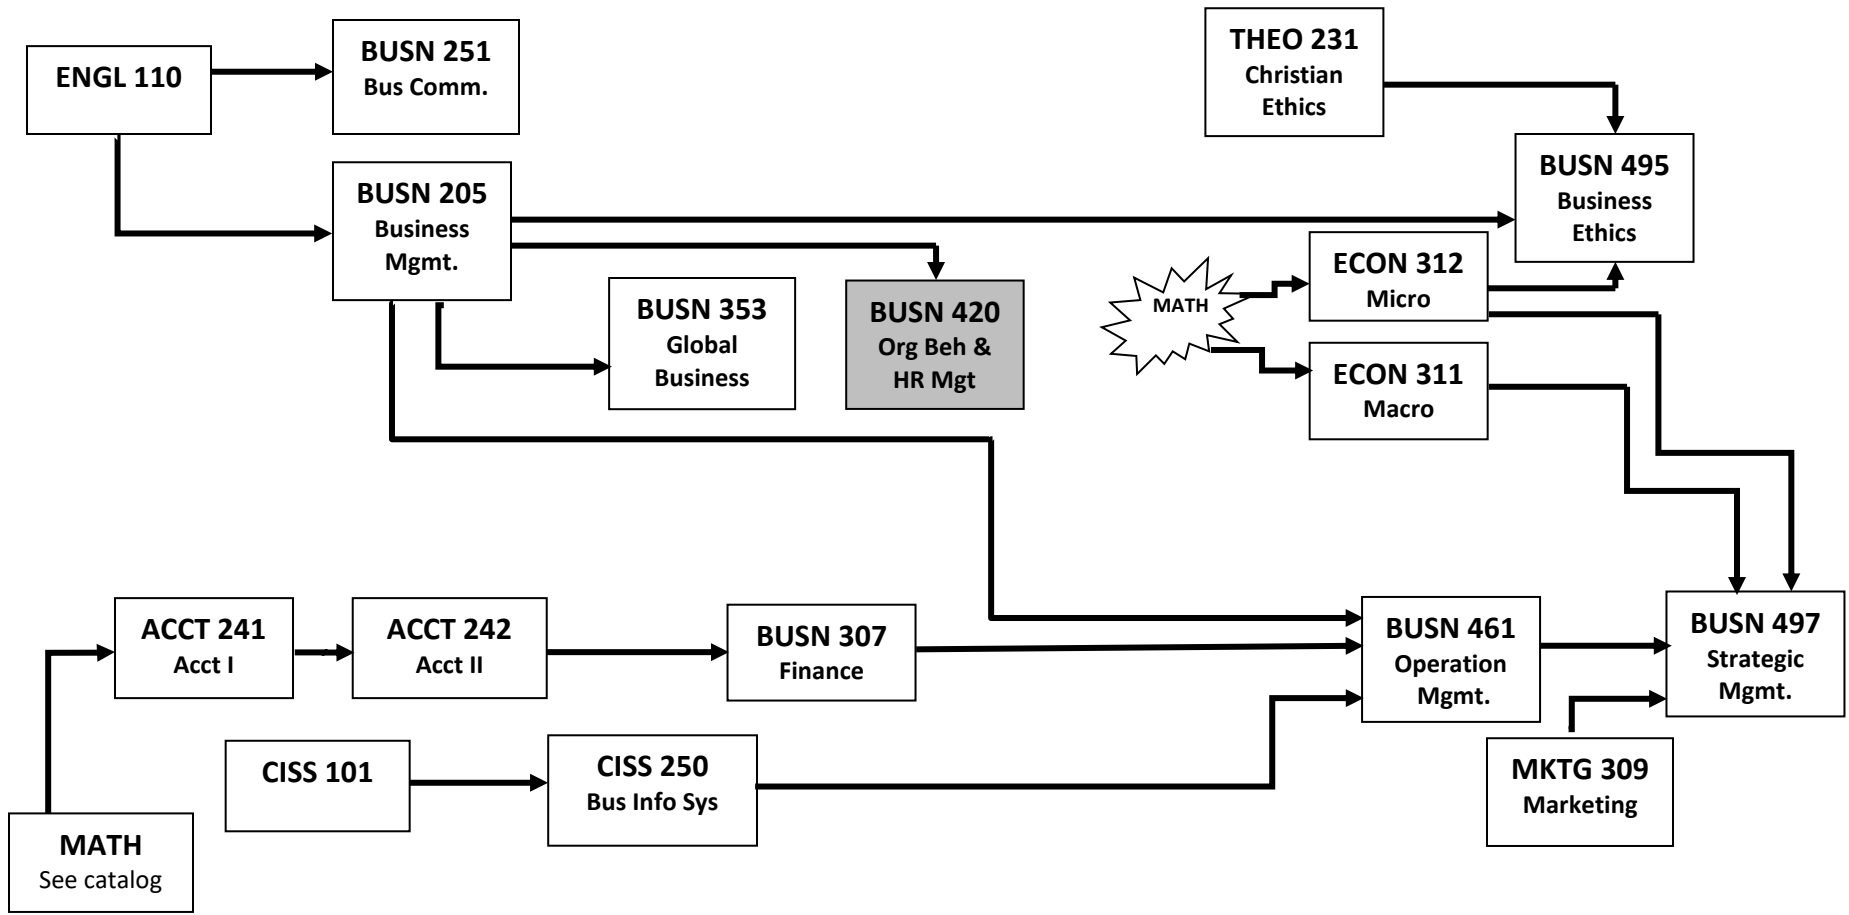 ENGL 110
BUSN 251
Bus Comm.
THEO 231
Christian
Ethics
BUSN 205
Business
Mgmt.
BUSN 495
Business
Ethics
BUSN 353
Global
Business
BUSN 420
Org Beh &
HR Mgt
MATH
ECON 312
Micro
ECON 311
Macro
ACCT 241
Acct I
ACCT 242
Acct II
BUSN 307
Finance
BUSN 461
Operation
Mgmt.
BUSN 497
Strategic
Mgmt.
CISS 101
CISS 250
Bus Info Sys
MKTG 309
Marketing
MATH
See catalog